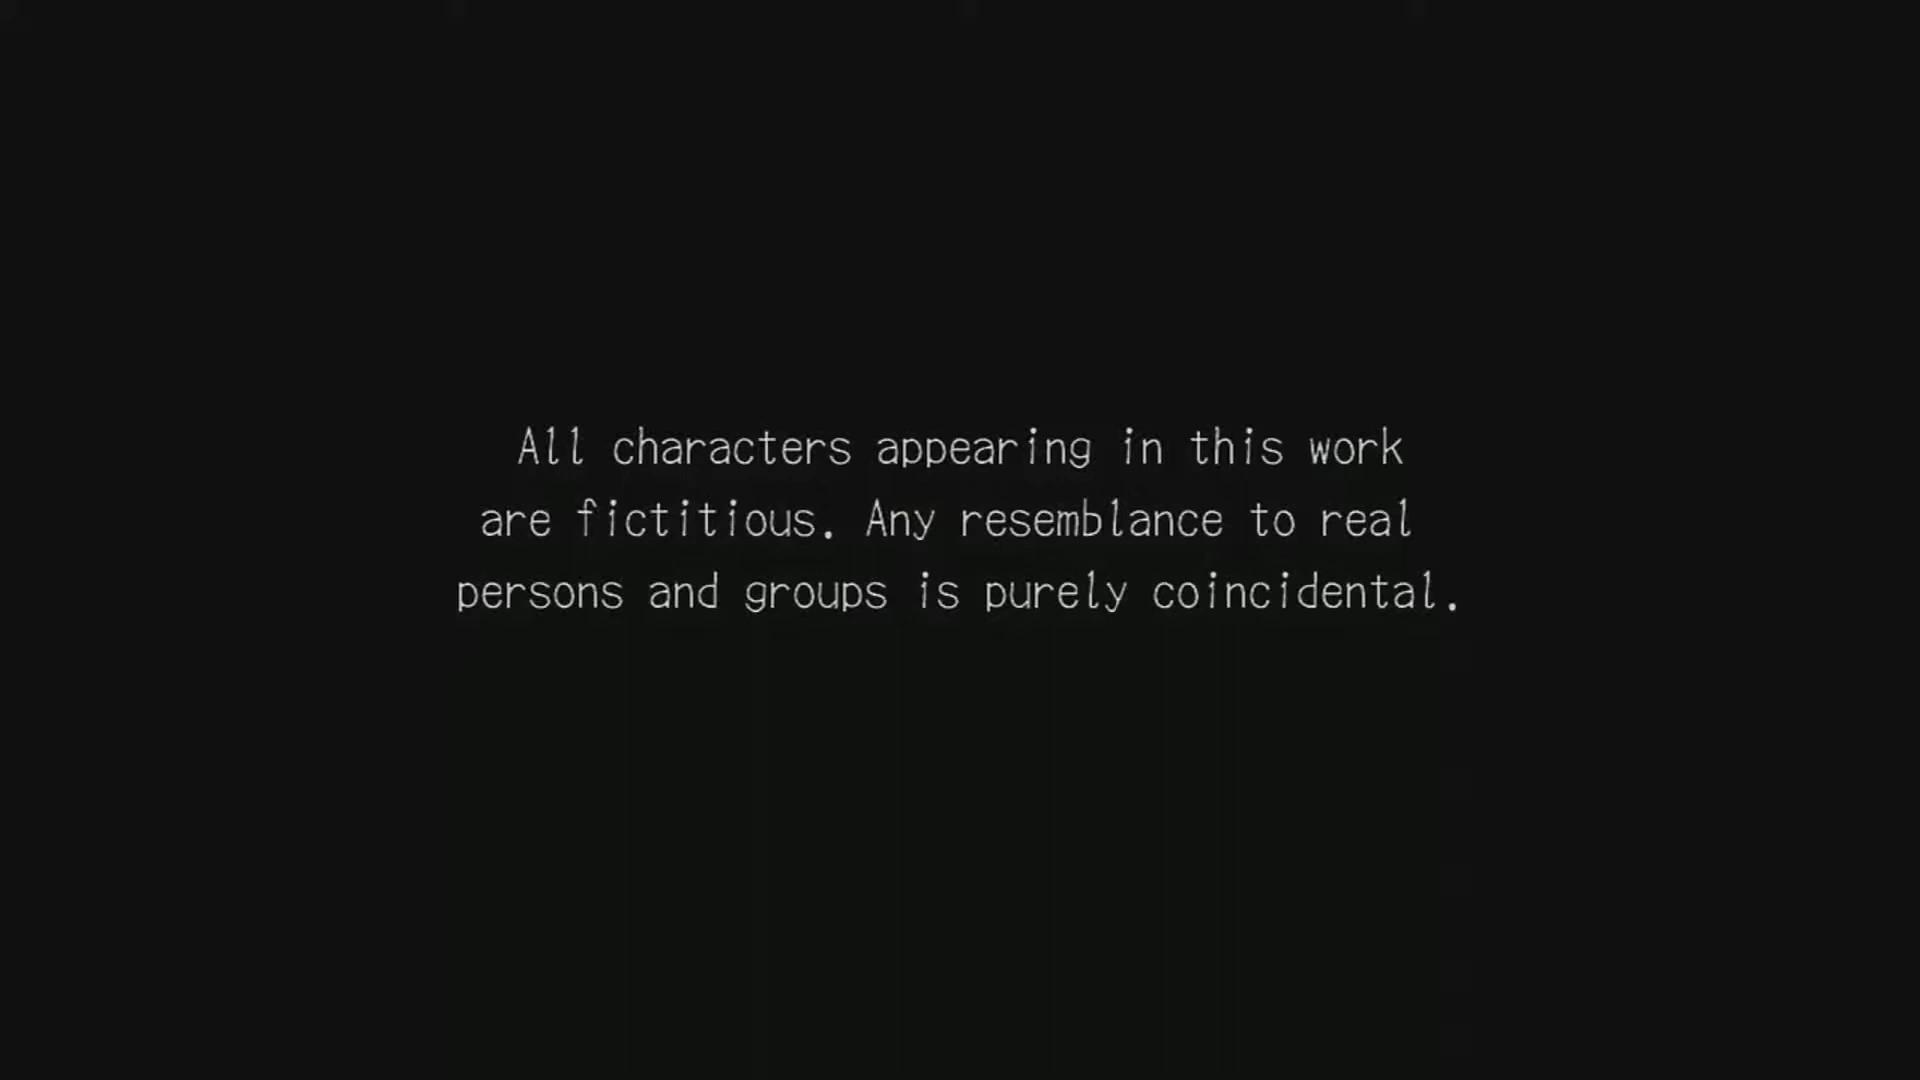 All characters appearing in this work
are fictitious. Any resemblance to real
persons and groups is purely coincidental.